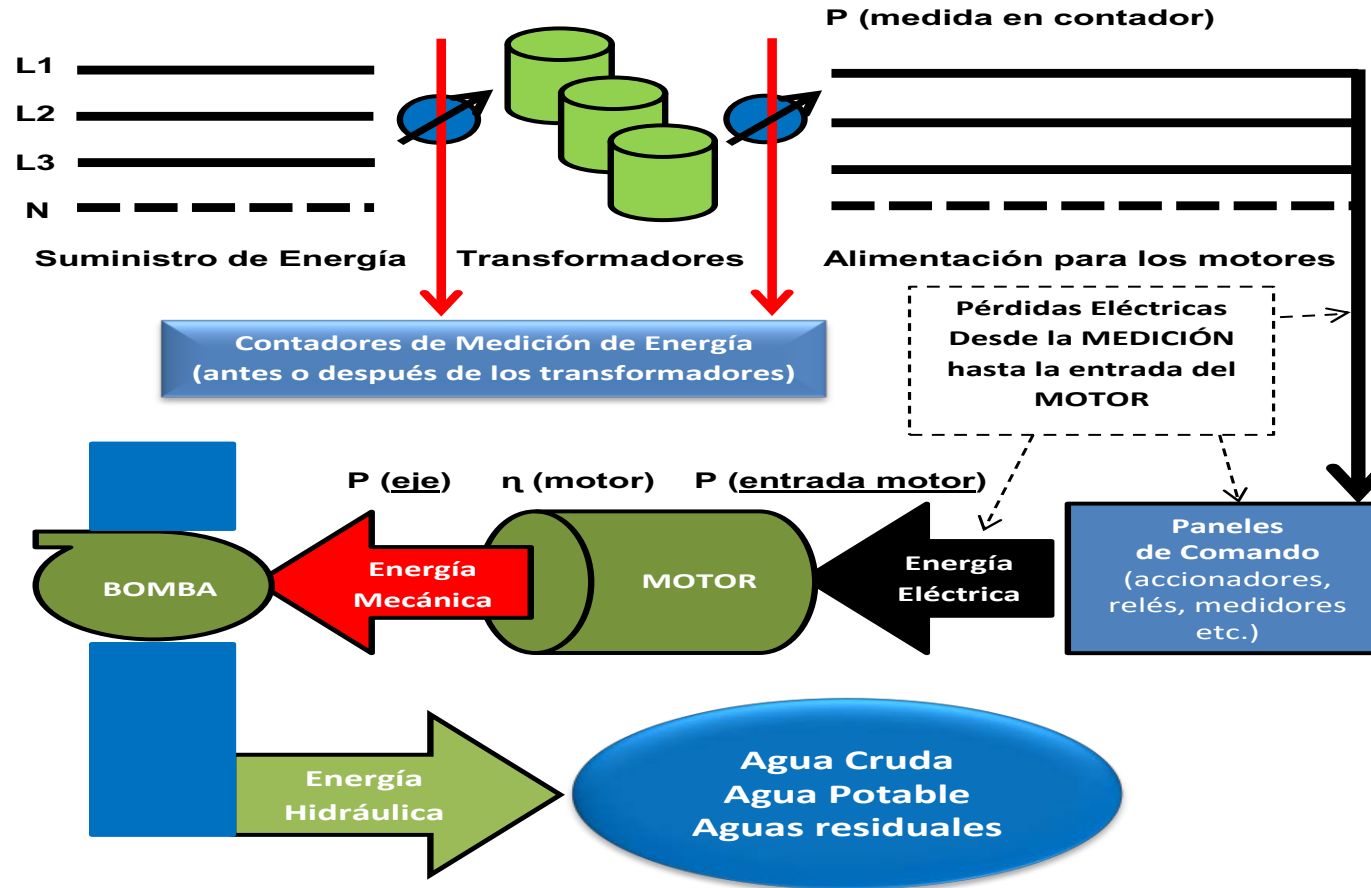 P (medida en contador)
L1
L2
L3
N
Suministro de Energía
Transformadores
Alimentación para los motores
Contadores de Medición de Energía
(antes o después de los transformadores)
Pérdidas Eléctricas
Desde la MEDICIÓN
hasta la entrada del
MOTOR
P (eje)
η (motor)
P (entrada motor)
BOMBA
Energía
Mecánica
MOTOR
Energía
Eléctrica
Paneles
de Comando
(accionadores,
relés, medidores
etc.)
Energía
Hidráulica
Agua Cruda
Agua Potable
Aguas residuales